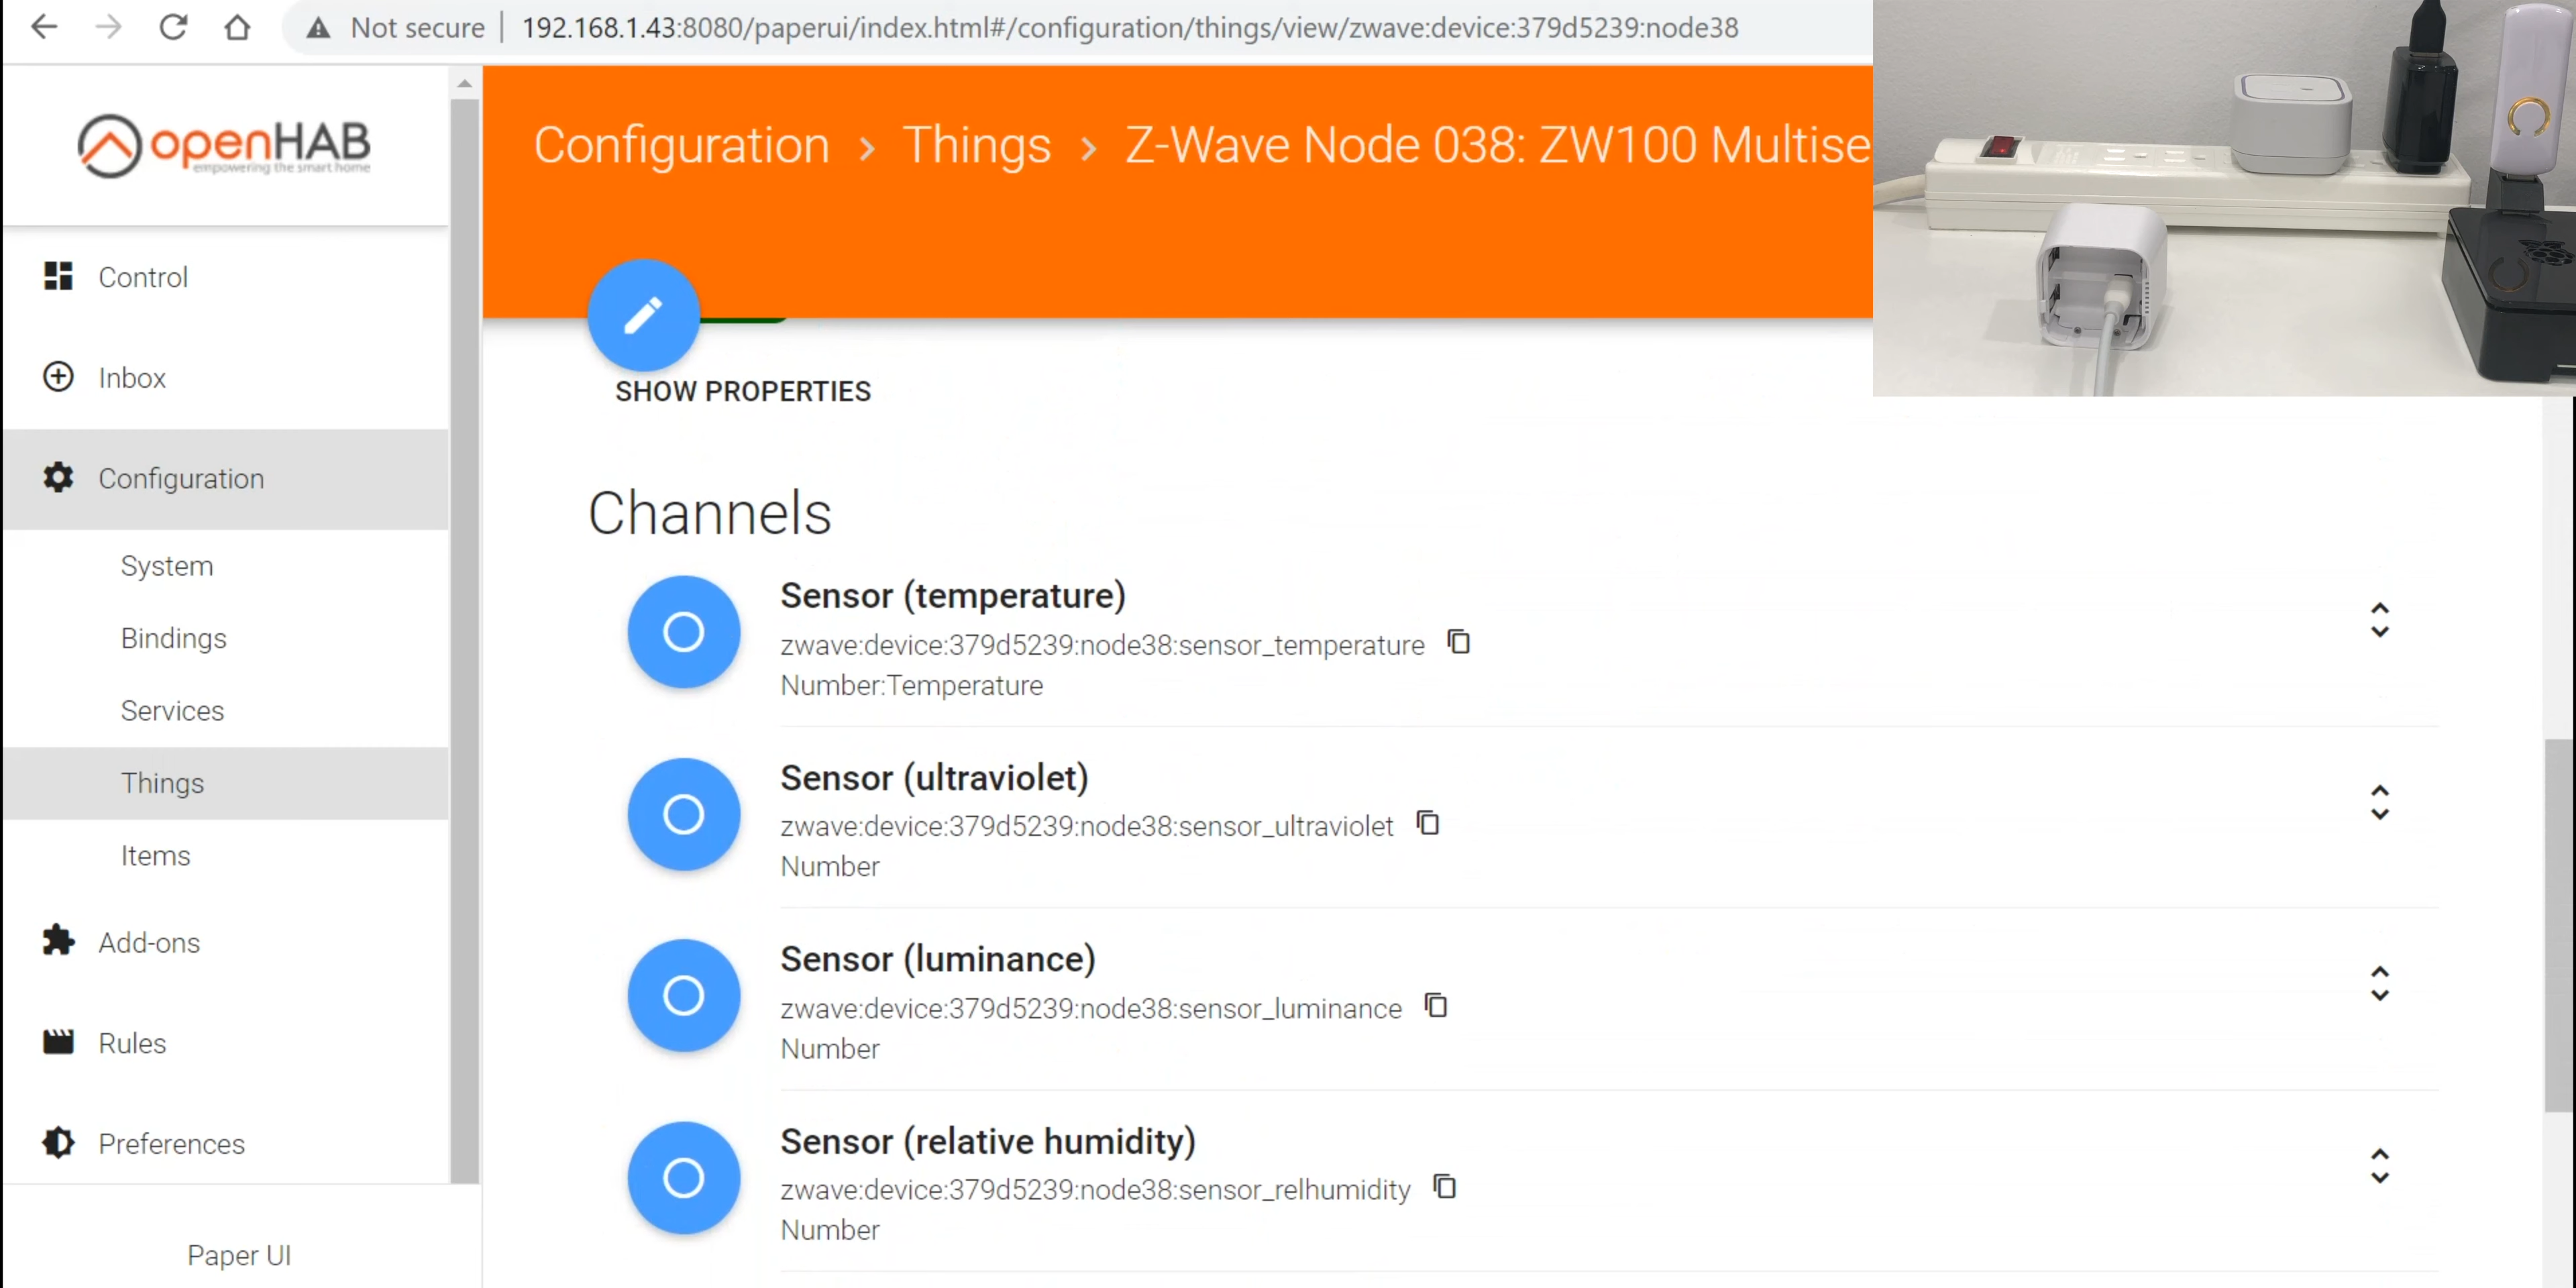 Not secure
192.168.1.43:8080/paperui/index.html#/configuration/things/view/zwave:device:379d5239:node38
openHAB
empowering the smart home
Configuration > Things > Z-Wave Node 038: ZW100 Multise
Control
Inbox
Configuration
System
Bindings
Services
Things
Items
Add-ons
Rules
Preferences
Paper UI
SHOW PROPERTIES
Channels
Sensor (temperature)
zwave:device:379d5239:node38:sensor_temperature
Number:Temperature
Sensor (ultraviolet)
zwave:device:379d5239:node38:sensor_ultraviolet
Number
Sensor (luminance)
zwave:device:379d5239:node38:sensor_luminance
Number
Sensor (relative humidity)
zwave:device:379d5239:node38:sensor_relhumidity
Number